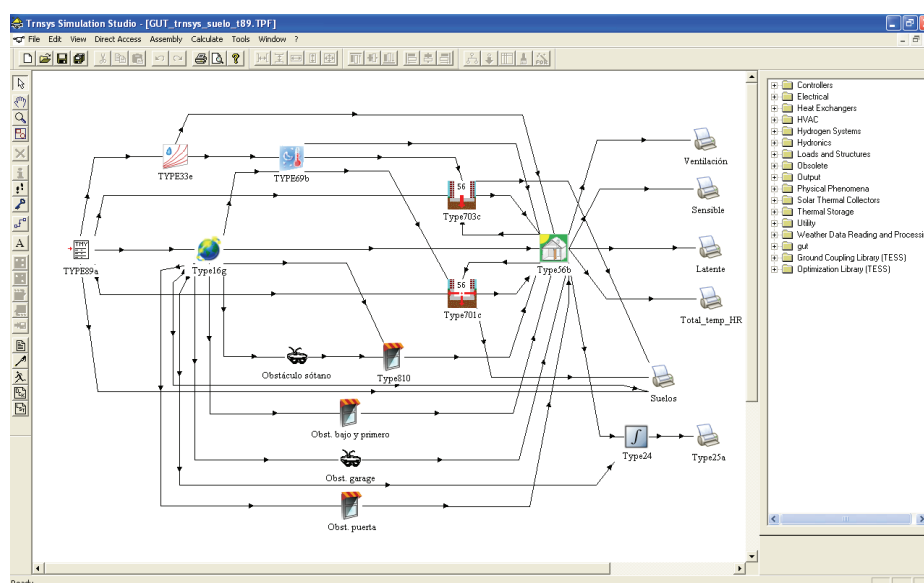 Trnsys Simulation Studio - [GUT_trnsys_suelo_t89.TPF]
File Edit View Direct Access Assembly Calculate Tools Window ?
Controllers
Electrical
Heat Exchangers
HVAC
Hydrogen Systems
Hydronics
Loads and Structures
Obsolete
Output
Physical Phenomena
Solar Thermal Collectors
Thermal Storage
Utility
Weather Data Reading and Processi
gut
Ground Coupling Library (TESS)
Optimization Library (TESS)
Ventilación
TYPE33e
TYPE69b
56
Type703c
Sensible
TMY
TYPE89a
Type16g
Type56b
Latente
56
Type701c
Total_temp_HR
Obstáculo sótano
Type810
Suelos
Obst. bajo y primero
Type24
Type25a
Obst. garage
Obst. puerta